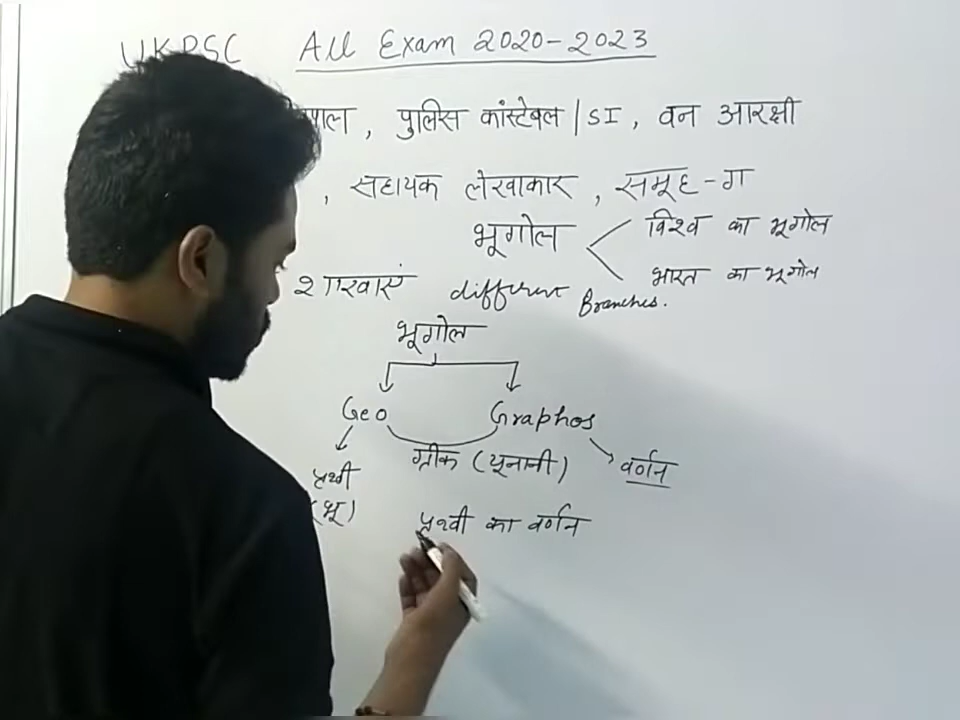 UKPSC All Exam 2020-2023
, पुलिस कांस्टेबल / SI, वन आरक्षी
, सहायक लेखाकार, समूह-ग
भूगोल
विश्व का भूगोल
भारत का भूगोल
शाखाएं different Branches.
भूगोल
Geo Graphos
ग्रीक (यूनानी) वर्णन
पृथ्वी
(भू)
पृथ्वी का वर्णन